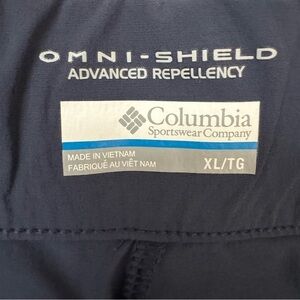 OMNI-SHIELD
ADVANCED REPELLENCY
Columbia
Sportswear Company
MADE IN VIETNAM
FABRIQUÉ AU VIÊT NAM
XL/TG